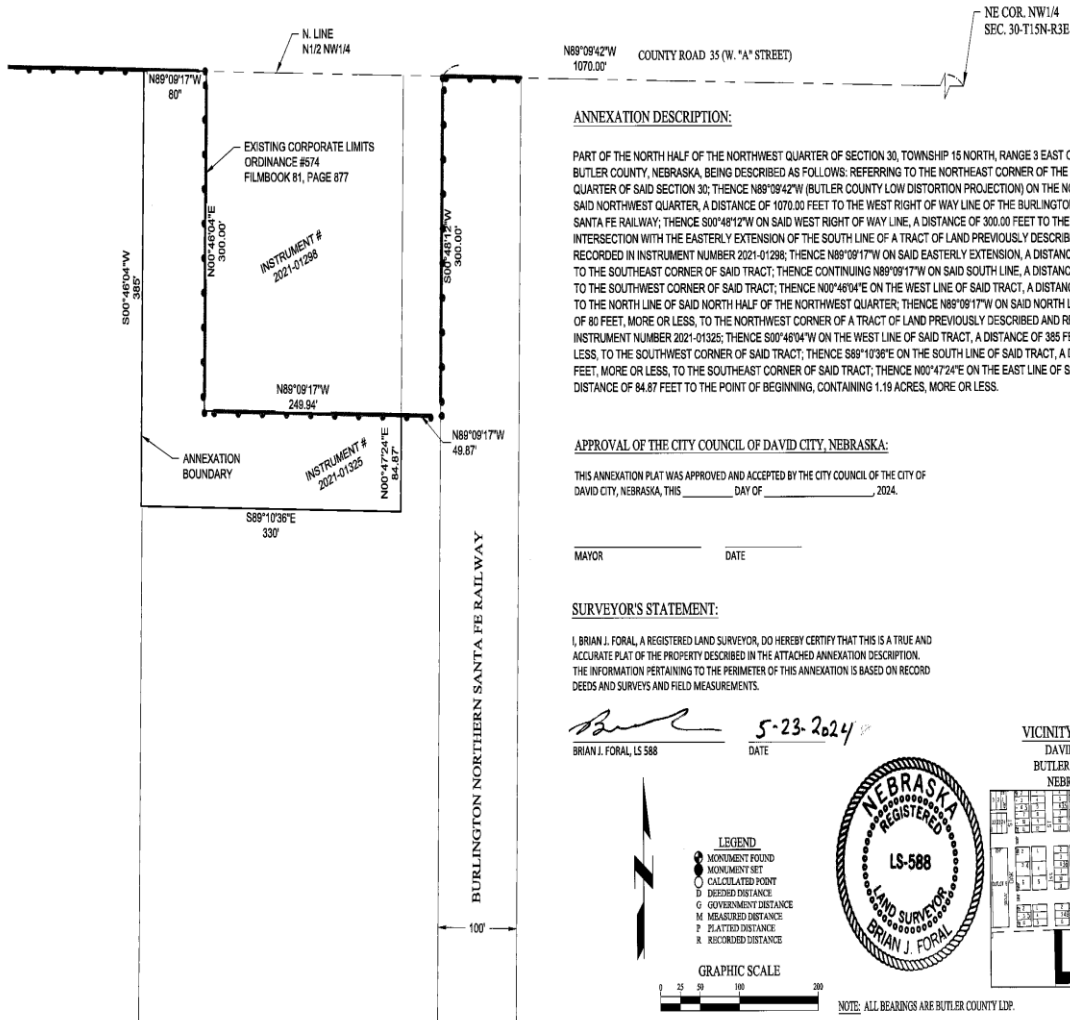 NE COR. NW1/4
SEC. 30-T15N-R3E
N. LINE
N1/2 NW1/4
N89°09'42"W
1070.00'
COUNTY ROAD 35 (W. "A" STREET)
N89°09'17"W
80"
EXISTING CORPORATE LIMITS
ORDINANCE #574
FILMBOOK 81, PAGE 877
S00°46'04"W
385'
N00°46'04"E
300.00'
INSTRUMENT #
2021-01298
S00°48'12"W
300.00'
N89°09'17"W
249.94'
N89°09'17"W
49.87'
ANNEXATION
BOUNDARY
INSTRUMENT #
2021-01325
N00°47'24"E
84.87'
S89°10'36"E
330'
BURLINGTON NORTHERN SANTA FE RAILWAY
100'
ANNEXATION DESCRIPTION:
PART OF THE NORTH HALF OF THE NORTHWEST QUARTER OF SECTION 30, TOWNSHIP 15 NORTH, RANGE 3 EAST O
BUTLER COUNTY, NEBRASKA, BEING DESCRIBED AS FOLLOWS: REFERRING TO THE NORTHEAST CORNER OF THE
QUARTER OF SAID SECTION 30; THENCE N89°09'42"W (BUTLER COUNTY LOW DISTORTION PROJECTION) ON THE NO
SAID NORTHWEST QUARTER, A DISTANCE OF 1070.00 FEET TO THE WEST RIGHT OF WAY LINE OF THE BURLINGTON
SANTA FE RAILWAY; THENCE S00°48'12"W ON SAID WEST RIGHT OF WAY LINE, A DISTANCE OF 300.00 FEET TO THE
INTERSECTION WITH THE EASTERLY EXTENSION OF THE SOUTH LINE OF A TRACT OF LAND PREVIOUSLY DESCRIB
RECORDED IN INSTRUMENT NUMBER 2021-01298; THENCE N89°09'17"W ON SAID EASTERLY EXTENSION, A DISTANC
TO THE SOUTHEAST CORNER OF SAID TRACT; THENCE CONTINUING N89°09'17"W ON SAID SOUTH LINE, A DISTANC
TO THE SOUTHWEST CORNER OF SAID TRACT; THENCE N00°46'04"E ON THE WEST LINE OF SAID TRACT, A DISTANC
TO THE NORTH LINE OF SAID NORTH HALF OF THE NORTHWEST QUARTER; THENCE N89°09'17"W ON SAID NORTH L
OF 80 FEET, MORE OR LESS, TO THE NORTHWEST CORNER OF A TRACT OF LAND PREVIOUSLY DESCRIBED AND RE
INSTRUMENT NUMBER 2021-01325; THENCE S00°46'04"W ON THE WEST LINE OF SAID TRACT, A DISTANCE OF 385 FE
LESS, TO THE SOUTHWEST CORNER OF SAID TRACT; THENCE S89°10'36"E ON THE SOUTH LINE OF SAID TRACT, A D
FEET, MORE OR LESS, TO THE SOUTHEAST CORNER OF SAID TRACT; THENCE N00°47'24"E ON THE EAST LINE OF S
DISTANCE OF 84.87 FEET TO THE POINT OF BEGINNING, CONTAINING 1.19 ACRES, MORE OR LESS.
APPROVAL OF THE CITY COUNCIL OF DAVID CITY, NEBRASKA:
THIS ANNEXATION PLAT WAS APPROVED AND ACCEPTED BY THE CITY COUNCIL OF THE CITY OF
DAVID CITY, NEBRASKA, THIS ________ DAY OF ________________, 2024.
MAYOR DATE
SURVEYOR'S STATEMENT:
I, BRIAN J. FORAL, A REGISTERED LAND SURVEYOR, DO HEREBY CERTIFY THAT THIS IS A TRUE AND
ACCURATE PLAT OF THE PROPERTY DESCRIBED IN THE ATTACHED ANNEXATION DESCRIPTION.
THE INFORMATION PERTAINING TO THE PERIMETER OF THIS ANNEXATION IS BASED ON RECORD
DEEDS AND SURVEYS AND FIELD MEASUREMENTS.
5-23-2024
BRIAN J. FORAL, LS 588 DATE
VICINITY
DAVI
BUTLER
NEBR
LEGEND
MONUMENT FOUND
MONUMENT SET
CALCULATED POINT
D DEEDED DISTANCE
G GOVERNMENT DISTANCE
M MEASURED DISTANCE
P PLATTED DISTANCE
R RECORDED DISTANCE
NEBRASKA
REGISTERED
LS-588
LAND SURVEYOR
BRIAN J. FORAL
GRAPHIC SCALE
0 25 50 100 200
NOTE: ALL BEARINGS ARE BUTLER COUNTY LDP.